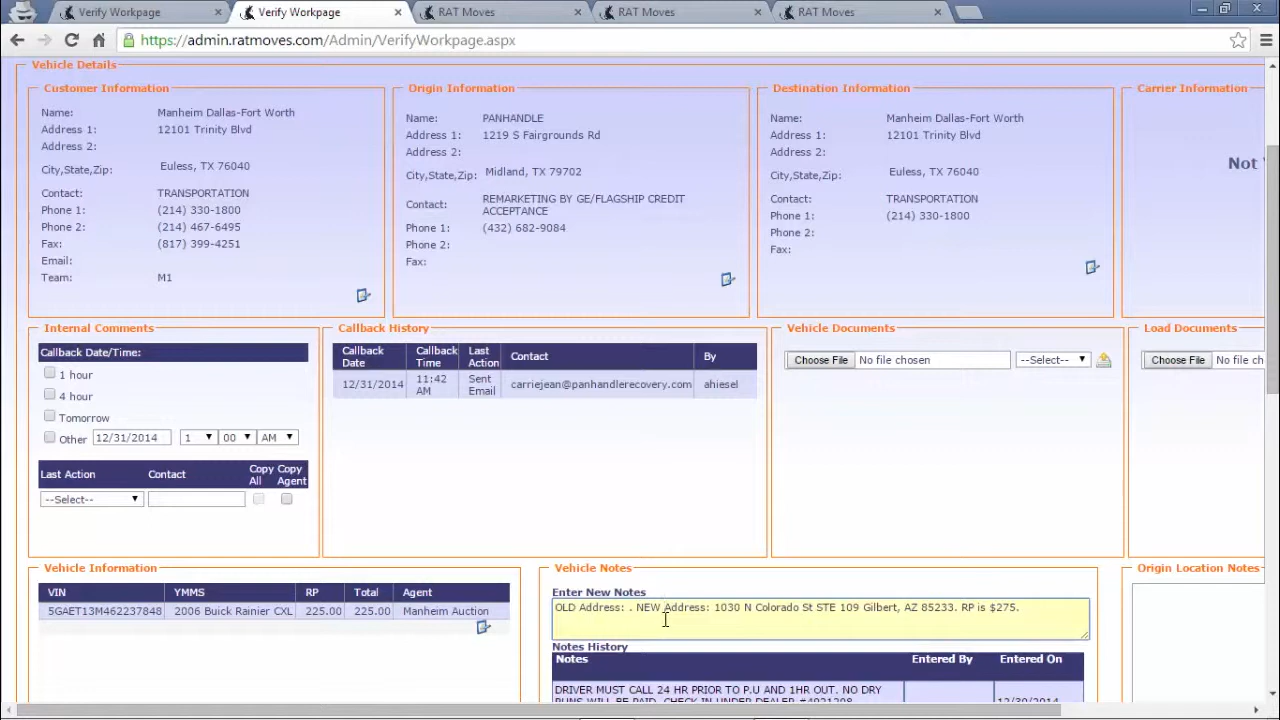 Verify Workpage × Verify Workpage × RAT Moves × RAT Moves × RAT Moves ×
https://admin.ratmoves.com/Admin/VerifyWorkpage.aspx
Vehicle Details
Customer Information
Name: Manheim Dallas-Fort Worth
Address 1: 12101 Trinity Blvd
Address 2:
City,State,Zip: Euless, TX 76040
Contact: TRANSPORTATION
Phone 1: (214) 330-1800
Phone 2: (214) 467-6495
Fax: (817) 399-4251
Email:
Team: M1
Origin Information
Name: PANHANDLE
Address 1: 1219 S Fairgrounds Rd
Address 2:
City,State,Zip: Midland, TX 79702
Contact: REMARKETING BY GE/FLAGSHIP CREDIT
ACCEPTANCE
Phone 1: (432) 682-9084
Phone 2:
Fax:
Destination Information
Name: Manheim Dallas-Fort Worth
Address 1: 12101 Trinity Blvd
Address 2:
City,State,Zip: Euless, TX 76040
Contact: TRANSPORTATION
Phone 1: (214) 330-1800
Phone 2:
Fax:
Carrier Information
Not
Internal Comments
Callback Date/Time:
1 hour
4 hour
Tomorrow
Other 12/31/2014 1 00 AM
Last Action Contact Copy All Copy Agent
--Select--
Callback History
Callback Date Callback Time Last Action Contact By
12/31/2014 11:42 AM Sent Email carriejean@panhandlerecovery.com ahiesel
Vehicle Documents
Choose File No file chosen --Select--
Load Documents
Choose File No file ch
Vehicle Information
VIN YMMS RP Total Agent
5GAET13M462237848 2006 Buick Rainier CXL 225.00 225.00 Manheim Auction
Vehicle Notes
Enter New Notes
OLD Address: . NEW Address: 1030 N Colorado St STE 109 Gilbert, AZ 85233. RP is $275.
Notes History
Notes Entered By Entered On
DRIVER MUST CALL 24 HR PRIOR TO P.U AND 1HR OUT. NO DRY
RUNS WILL BE PAID. CHECK IN UNDER DEALER #4921208 12/30/2014
Origin Location Notes